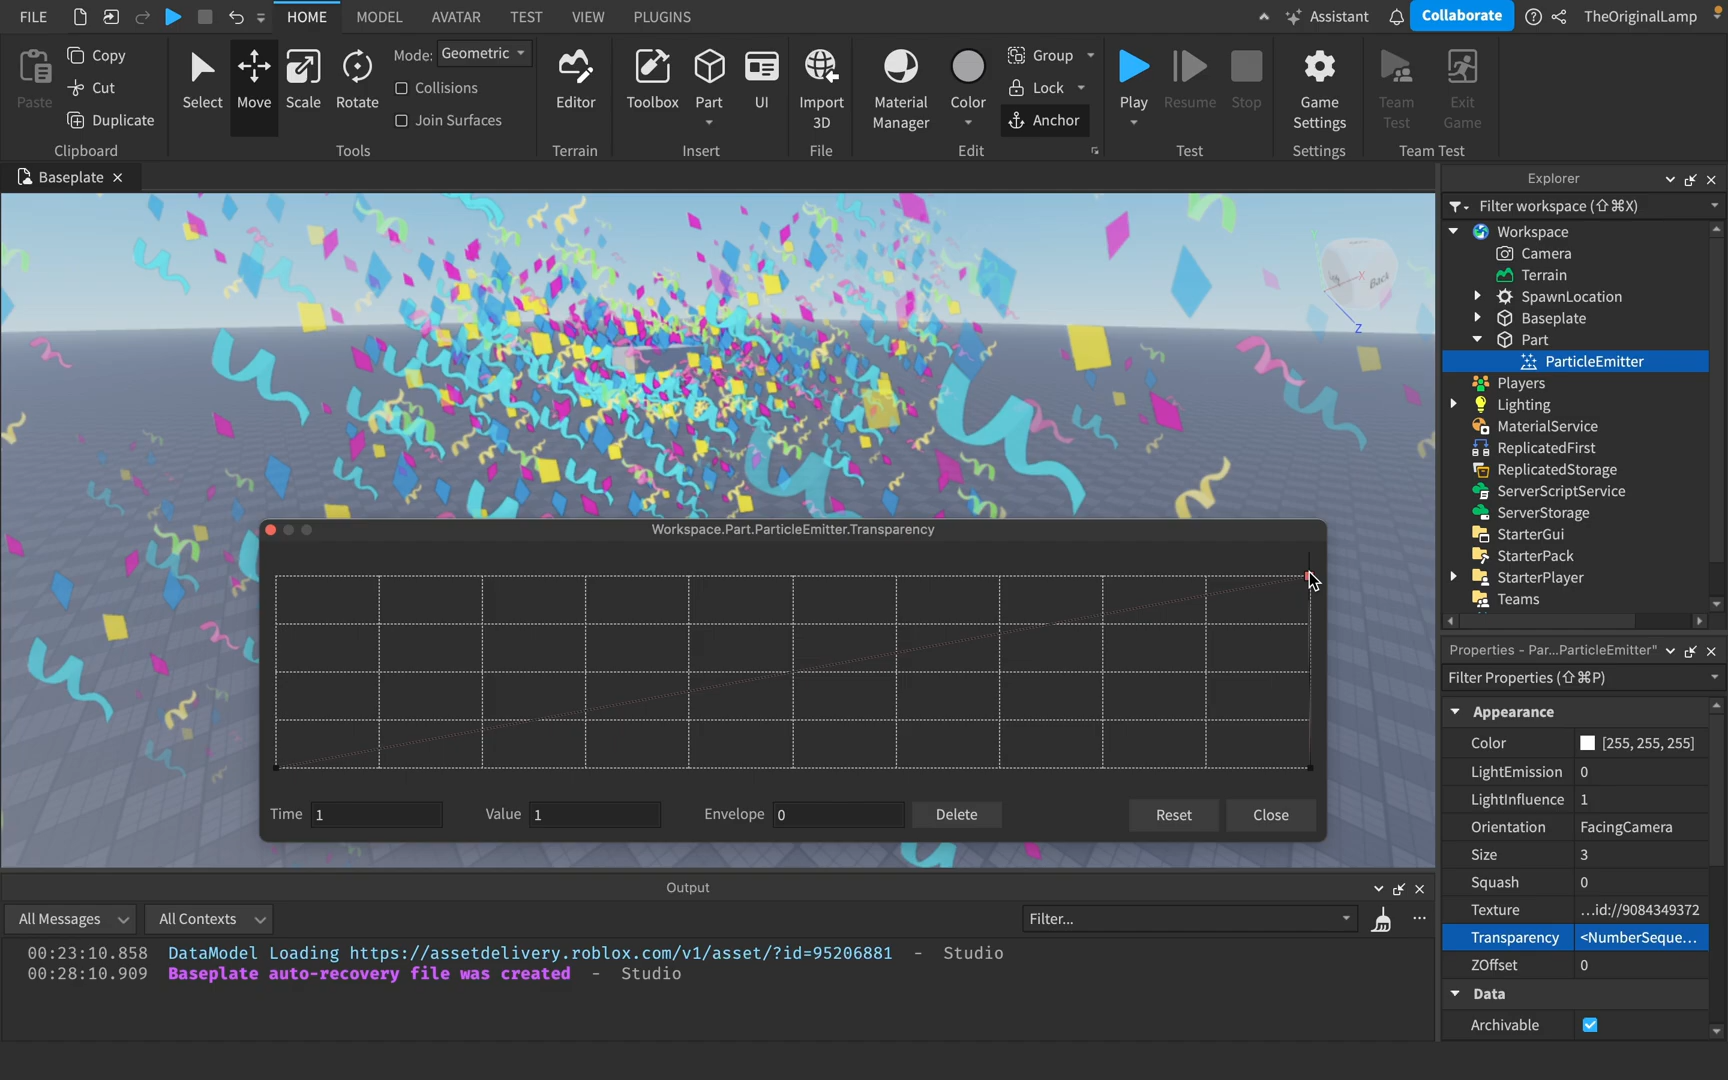 FILE HOME MODEL AVATAR TEST VIEW PLUGINS Assistant Collaborate TheOriginalLamp
Paste
Copy
Cut
Duplicate
Clipboard
Select Move Scale Rotate
Mode: Geometric
Collisions
Join Surfaces
Tools
Editor
Terrain
Toolbox Part UI
Insert
Import
3D
File
Material
Manager
Color
Group
Lock
Anchor
Edit
Play Resume Stop
Test
Game
Settings
Settings
Team
Test
Exit
Game
Team Test
Baseplate
Back
Z
X
Workspace.Part.ParticleEmitter.Transparency
Time 1 Value 1 Envelope 0 Delete Reset Close
Output
All Messages All Contexts Filter...
00:23:10.858 DataModel Loading https://assetdelivery.roblox.com/v1/asset/?id=95206881 - Studio
00:28:10.909 Baseplate auto-recovery file was created - Studio
Explorer
Filter workspace (⇧⌘X)
Workspace
Camera
Terrain
SpawnLocation
Baseplate
Part
ParticleEmitter
Players
Lighting
MaterialService
ReplicatedFirst
ReplicatedStorage
ServerScriptService
ServerStorage
StarterGui
StarterPack
StarterPlayer
Teams
Properties - Par...ParticleEmitter"
Filter Properties (⇧⌘P)
Appearance
Color [255, 255, 255]
LightEmission 0
LightInfluence 1
Orientation FacingCamera
Size 3
Squash 0
Texture ...id://9084349372
Transparency <NumberSeque...
ZOffset 0
Data
Archivable